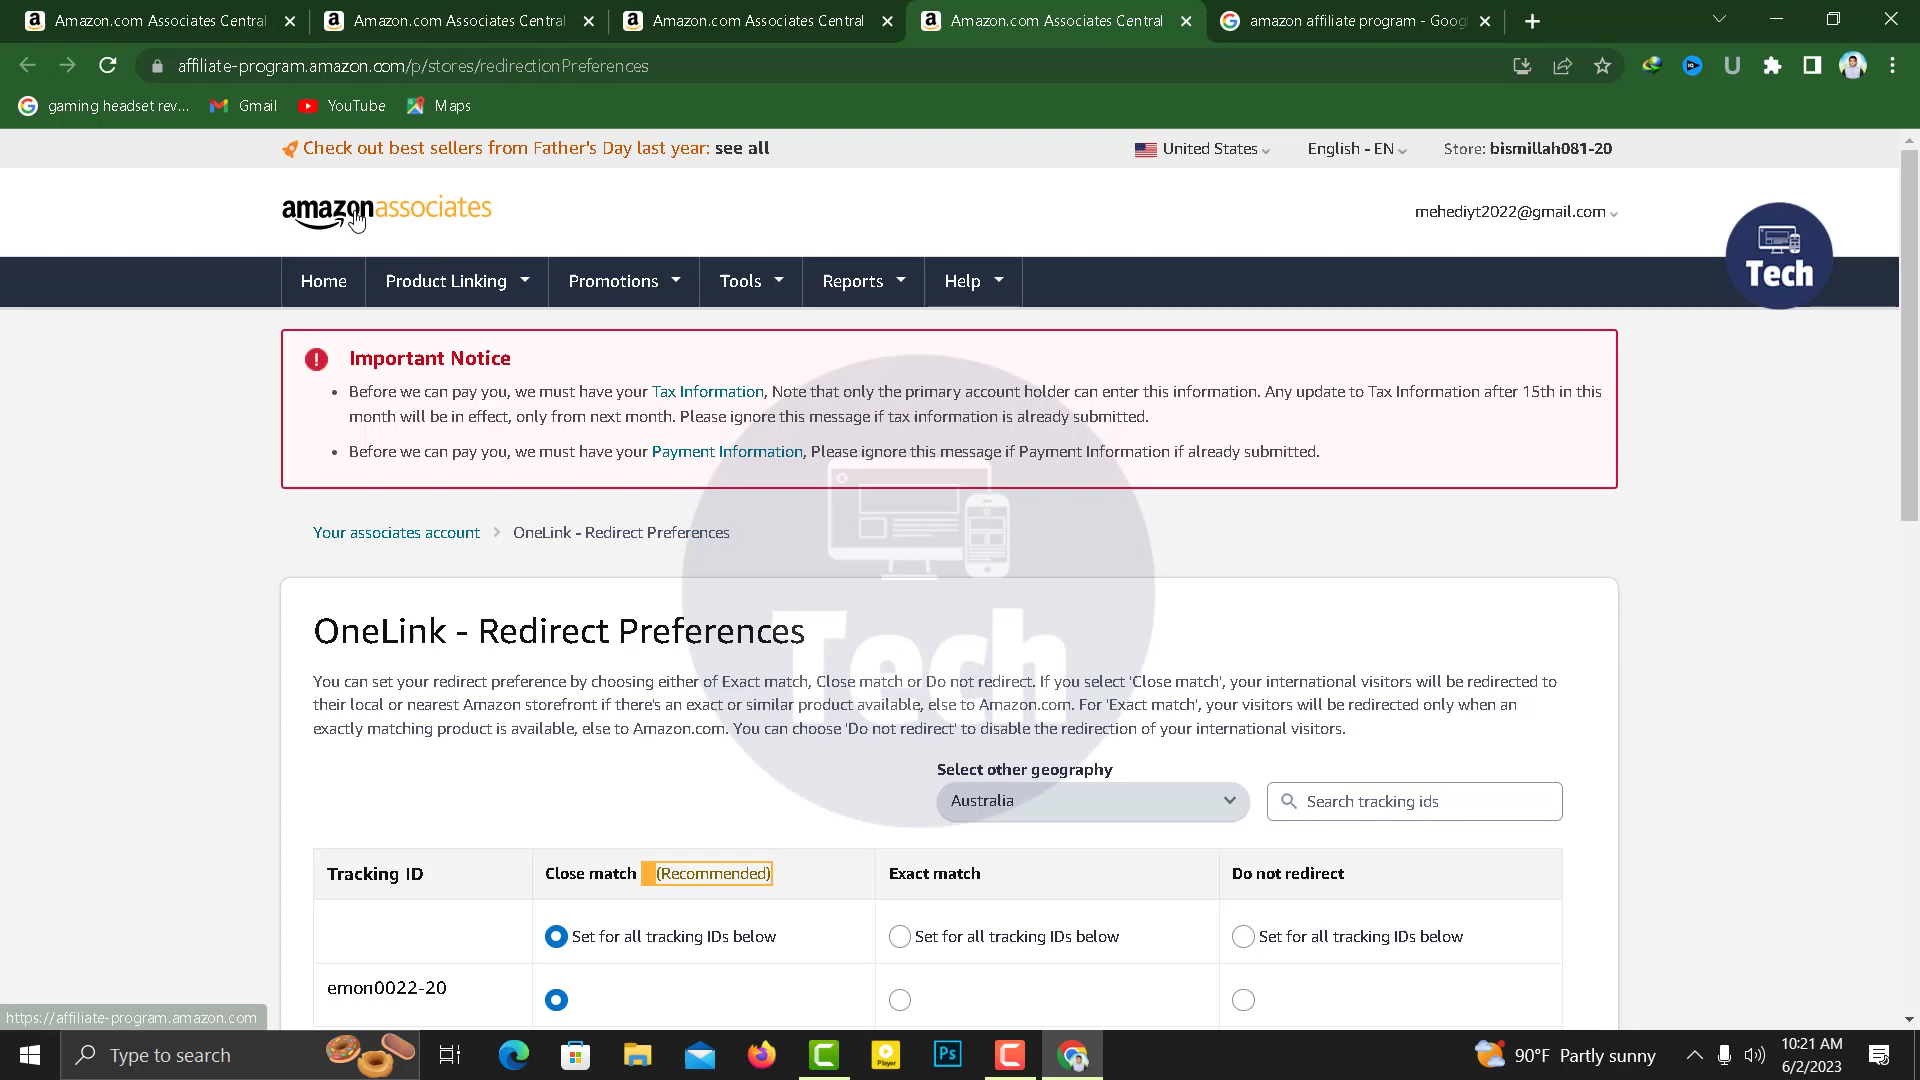 Amazon.com Associates Central
Amazon.com Associates Central
Amazon.com Associates Central
Amazon.com Associates Central
amazon affiliate program - Goog
affiliate-program.amazon.com/p/stores/redirectionPreferences
gaming headset rev...
Gmail
YouTube
Maps
Check out best sellers from Father's Day last year: see all
United States
English - EN
Store: bismillah081-20
amazonassociates
mehediyt2022@gmail.com
Tech
Home
Product Linking
Promotions
Tools
Reports
Help
Important Notice
Before we can pay you, we must have your Tax Information, Note that only the primary account holder can enter this information. Any update to Tax Information after 15th in this
month will be in effect, only from next month. Please ignore this message if tax information is already submitted.
Before we can pay you, we must have your Payment Information, Please ignore this message if Payment Information if already submitted.
Your associates account
OneLink - Redirect Preferences
OneLink - Redirect Preferences
Tech
You can set your redirect preference by choosing either of Exact match, Close match or Do not redirect. If you select 'Close match', your international visitors will be redirected to
their local or nearest Amazon storefront if there's an exact or similar product available, else to Amazon.com. For 'Exact match', your visitors will be redirected only when an
exactly matching product is available, else to Amazon.com. You can choose 'Do not redirect' to disable the redirection of your international visitors.
Select other geography
Australia
Search tracking ids
Tracking ID
Close match (Recommended)
Exact match
Do not redirect
Set for all tracking IDs below
Set for all tracking IDs below
Set for all tracking IDs below
emon0022-20
https://affiliate-program.amazon.com
Type to search
Ps
Player
90°F Partly sunny
10:21 AM
6/2/2023